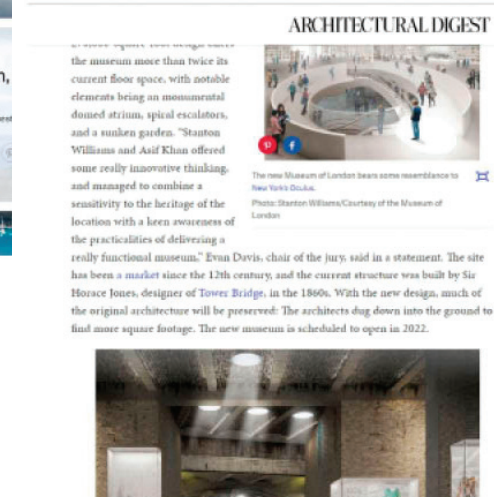 ARCHITECTURAL DIGEST
the museum more than twice its
current floor space, with notable
elements being an monumental
domed atrium, spiral escalators,
and a sunken garden. "Stanton
Williams and Asif Khan offered
some really innovative thinking,
and managed to combine a
sensitivity to the heritage of the
location with a keen awareness of
the practicalities of delivering a
really functional museum," Evan Davis, chair of the jury, said in a statement. The site
has been a market since the 12th century, and the current structure was built by Sir
Horace Jones, designer of Tower Bridge, in the 1860s. With the new design, much of
the original architecture will be preserved: The architects dug down into the ground to
find more square footage. The new museum is scheduled to open in 2022.
The new Museum of London bears some resemblance to
New York's Oculus.
Photo: Stanton Williams/Courtesy of the Museum of
London